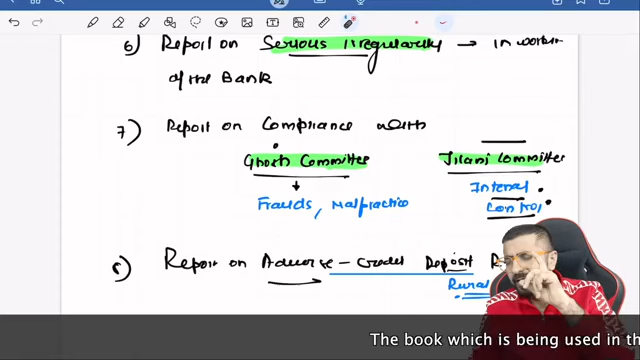 6) Report on Serious Irregularity → in
of the Bank
7) Report on Compliance with
Ghosh Committee
Jilani Committee
Frauds, Malpractice
Internal
Control
8) Report on Adverse - Credit Deposit R
Rural
The book which is being used in th